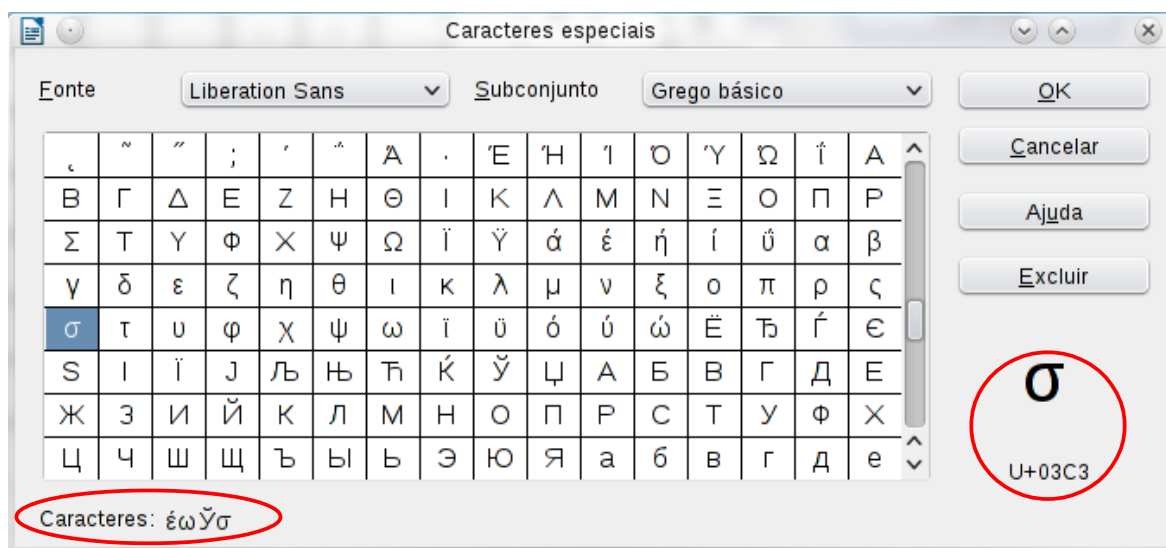 Caracteres especiais
Fonte Liberation Sans Subconjunto Grego básico OK
Cancelar
Ajuda
Excluir
ͺ ˜ ˝ ; ΄ ΅ Ά · Έ Ή Ί Ό Ύ Ώ ΐ Α
Β Γ Δ Ε Ζ Η Θ Ι Κ Λ Μ Ν Ξ Ο Π Ρ
Σ Τ Υ Φ Χ Ψ Ω Ϊ Ϋ ά έ ή ί ΰ α β
γ δ ε ζ η θ ι κ λ μ ν ξ ο π ρ ς
σ τ υ φ χ ψ ω ϊ ϋ ό ύ ώ Ё Ђ Ѓ Є
Ѕ І Ї Ј Љ Њ Ћ Ќ Ў Џ А Б В Г Д Е
Ж З И Й К Л М Н О П Р С Т У Ф Х
Ц Ч Ш Щ Ъ Ы Ь Э Ю Я а б в г д е
σ
U+03C3
Caracteres: έωЎσ